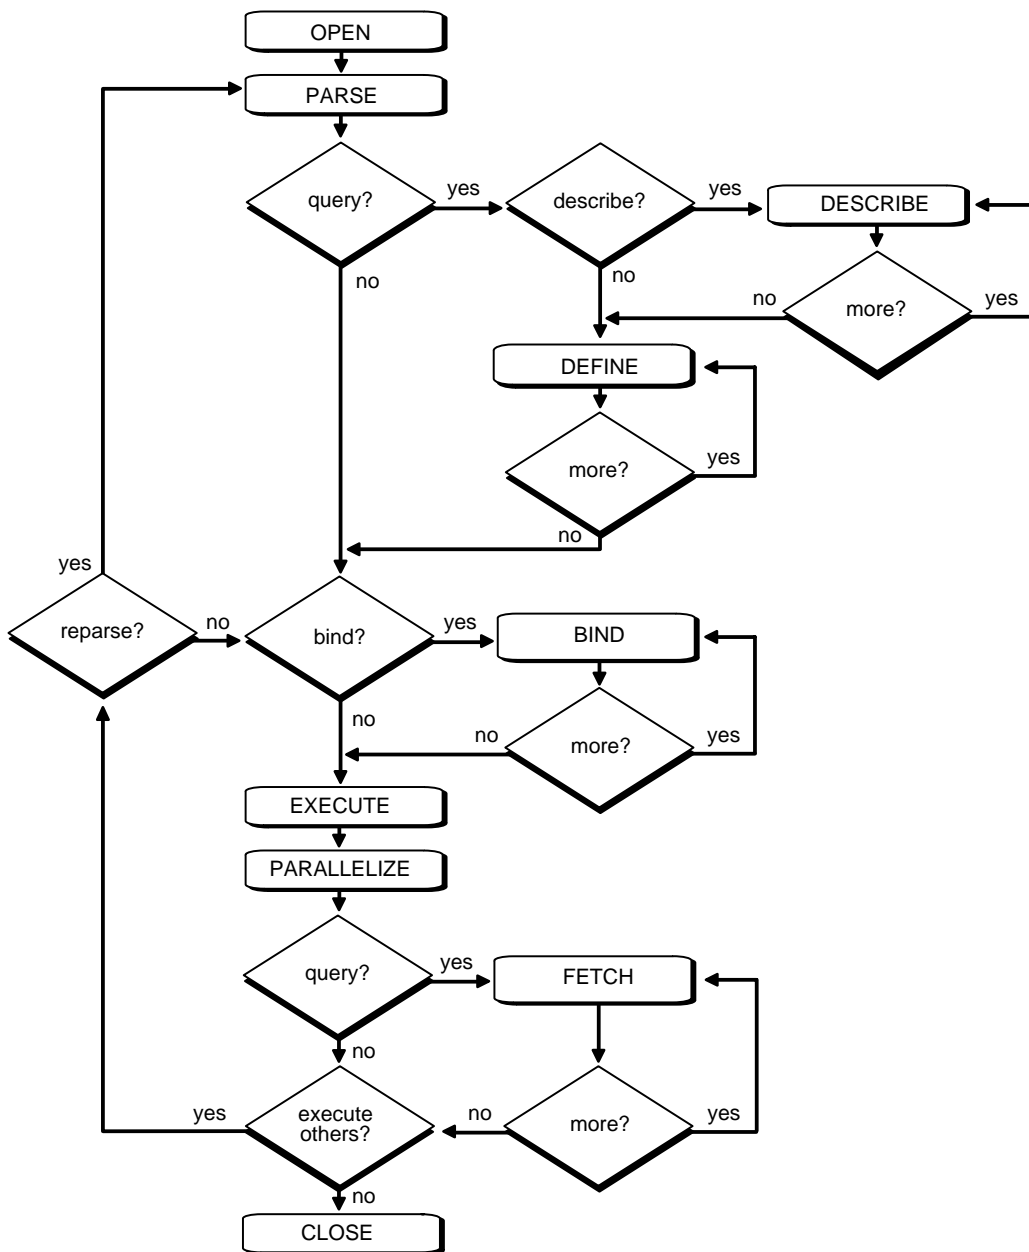 OPEN
PARSE
query?
yes
describe?
yes
DESCRIBE
no
no
no
more?
yes
DEFINE
more?
yes
no
yes
reparse?
no
bind?
yes
BIND
no
no
more?
yes
EXECUTE
PARALLELIZE
query?
yes
FETCH
no
yes
execute
others?
no
more?
yes
no
CLOSE